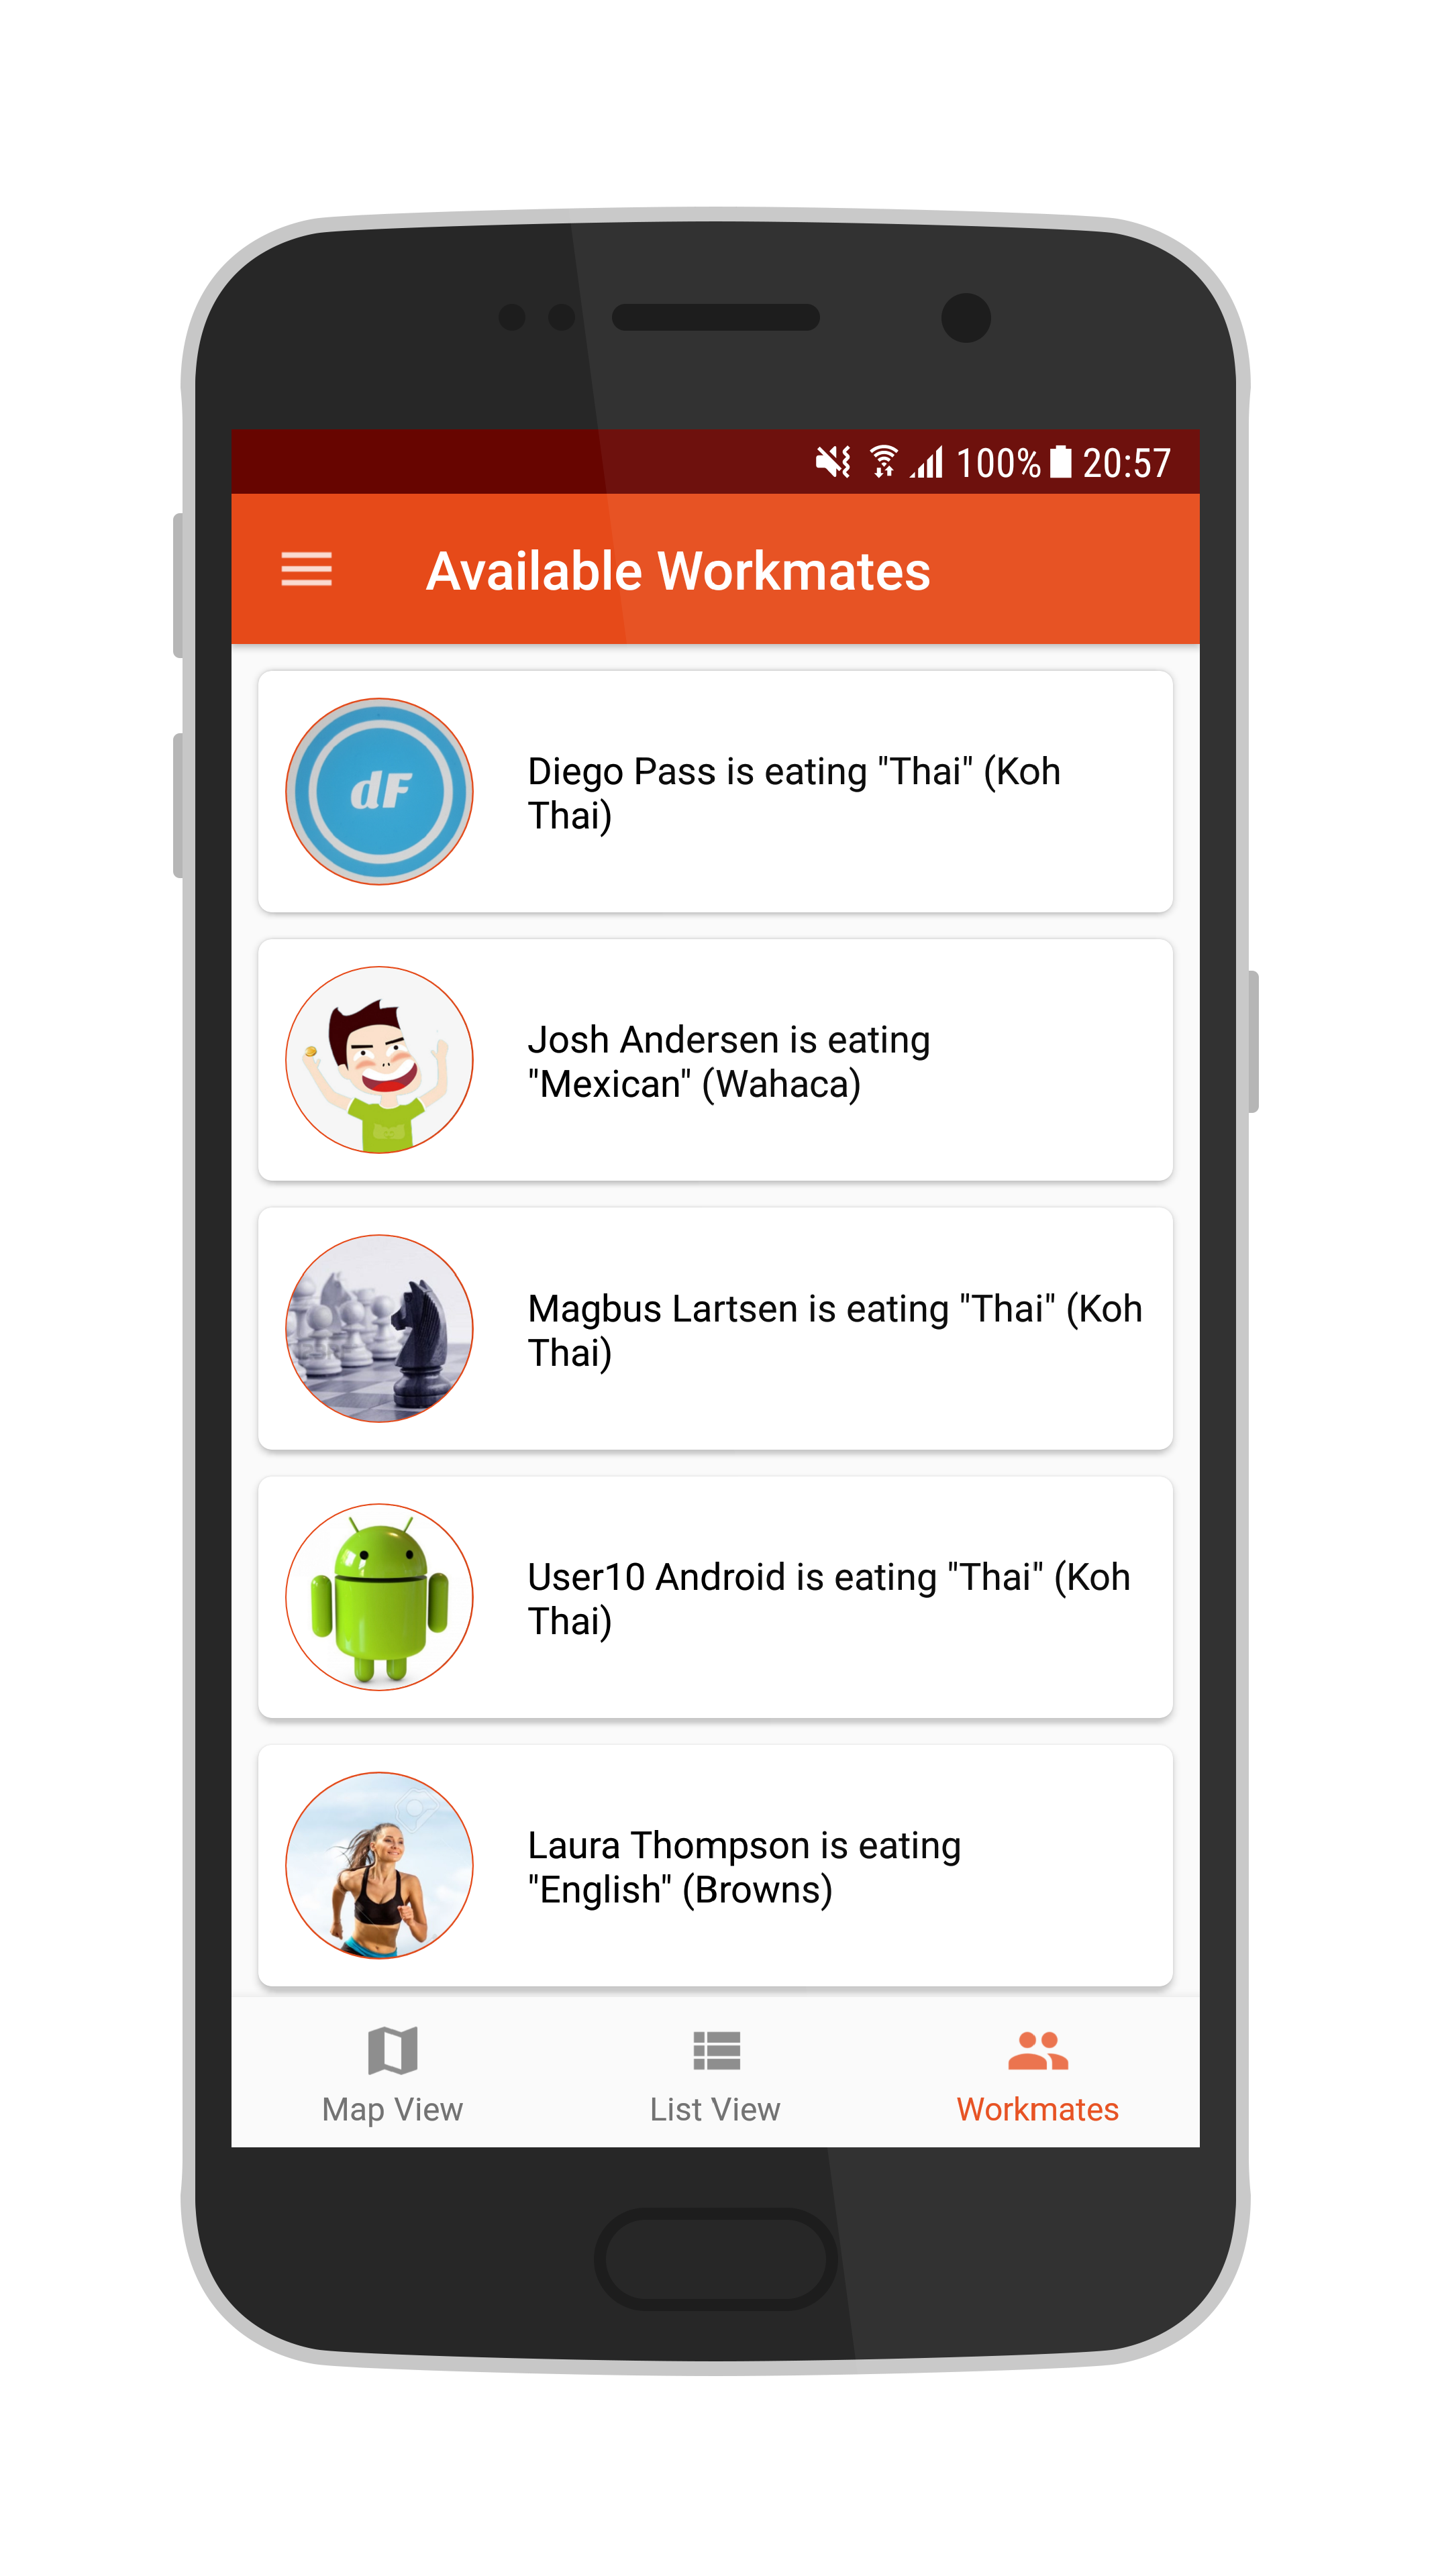 100% 20:57
Available Workmates
dF
Diego Pass is eating "Thai" (Koh
Thai)
Josh Andersen is eating
"Mexican" (Wahaca)
Magbus Lartsen is eating "Thai" (Koh
Thai)
User10 Android is eating "Thai" (Koh
Thai)
Laura Thompson is eating
"English" (Browns)
Map View
List View
Workmates